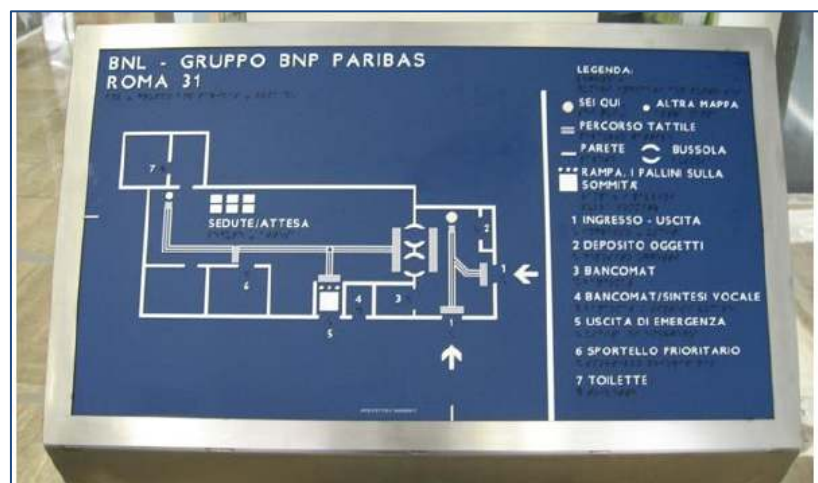 BNL - GRUPPO BNP PARIBAS
ROMA 31
7
SEDUTE/ATTESA
2
1
6
4
3
5
1
LEGENDA:
SEI QUI
ALTRA MAPPA
PERCORSO TATTILE
PARETE
BUSSOLA
RAMPA. I PALLINI SULLA
SOMMITA'
1 INGRESSO - USCITA
2 DEPOSITO OGGETTI
3 BANCOMAT
4 BANCOMAT/SINTESI VOCALE
5 USCITA DI EMERGENZA
6 SPORTELLO PRIORITARIO
7 TOILETTE